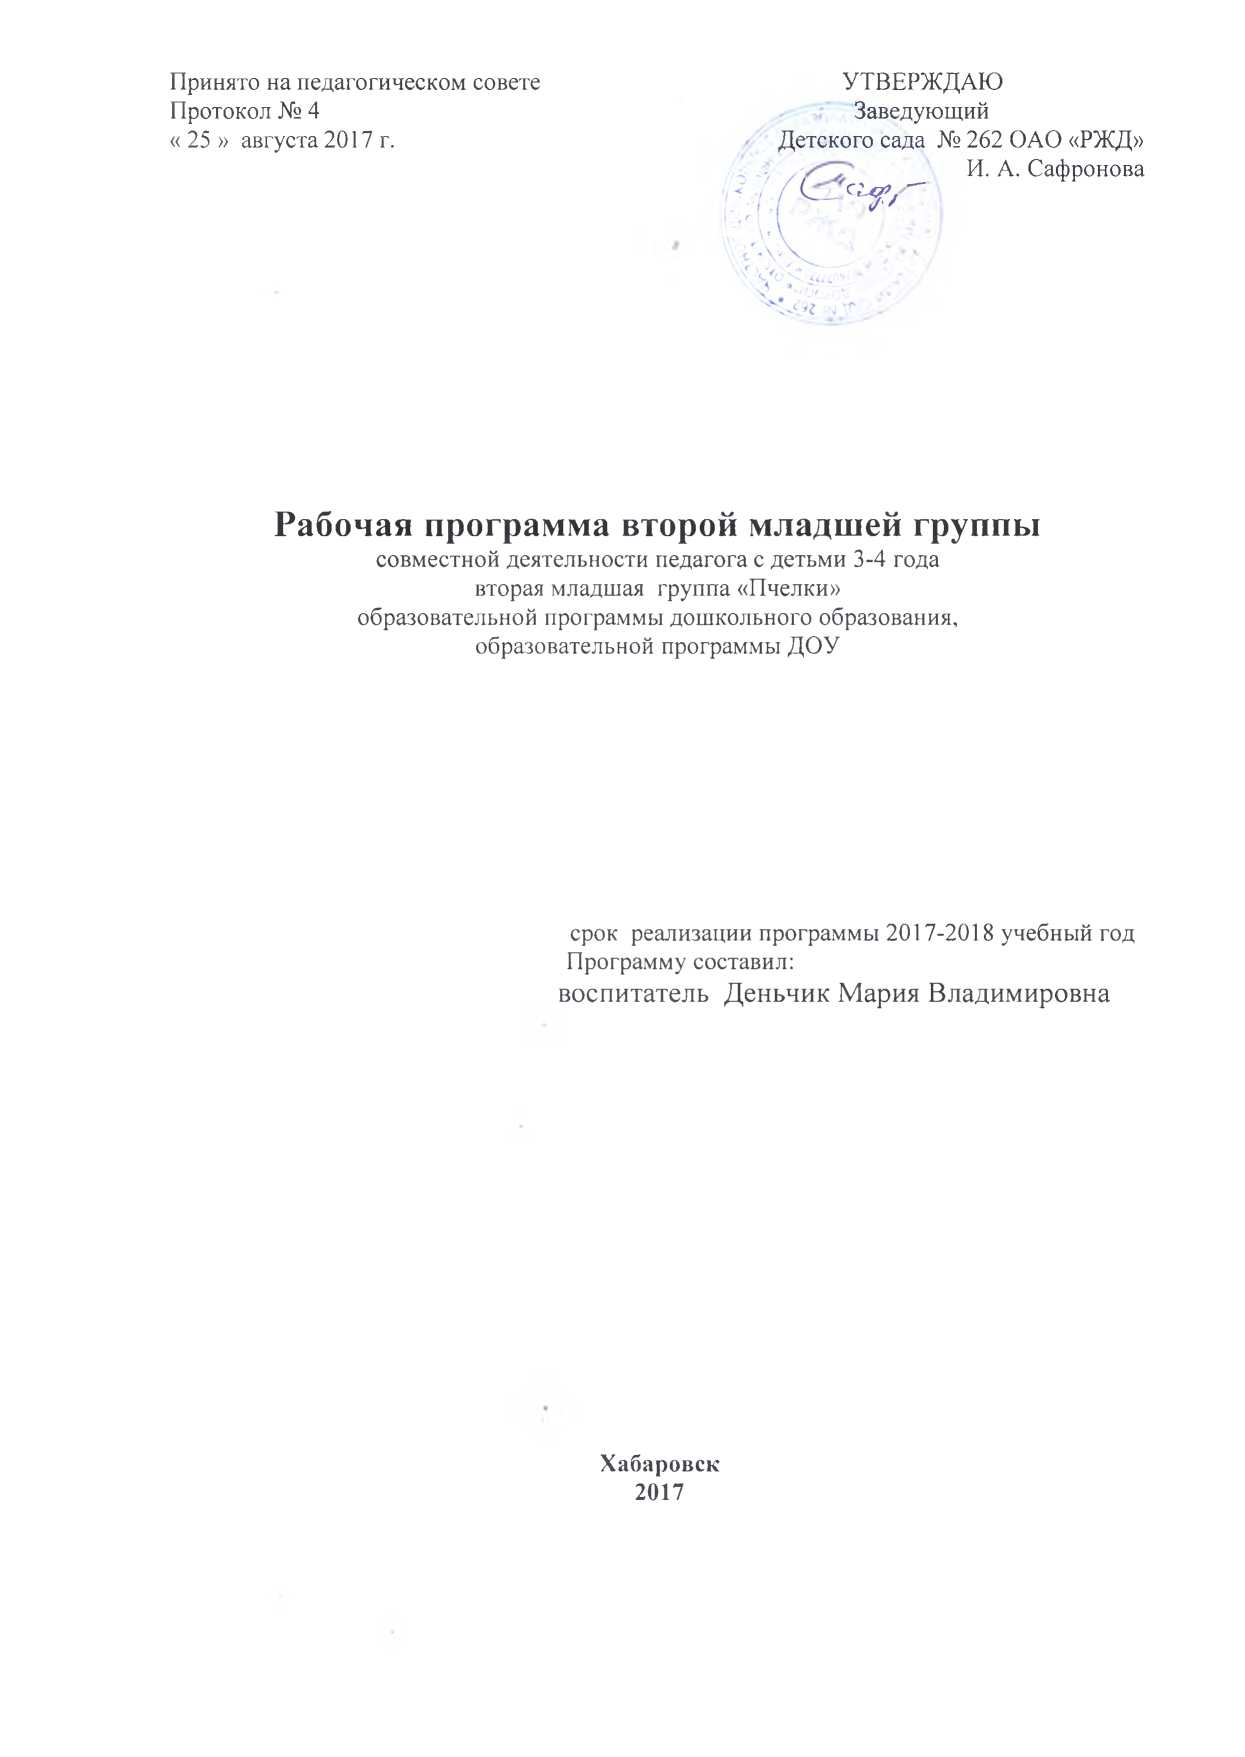 Принято на педагогическом совете
Протокол № 4
« 25 »  августа 2017 г.
УТВЕРЖДАЮ
Заведующий
Детского сада  № 262 ОАО «РЖД»
И. А. Сафронова
Рабочая программа второй младшей группы
совместной деятельности педагога с детьми 3-4 года
вторая младшая  группа «Пчелки»
образовательной программы дошкольного образования,
образовательной программы ДОУ
срок  реализации программы 2017-2018 учебный год
Программу составил:
воспитатель  Деньчик Мария Владимировна
Хабаровск
2017